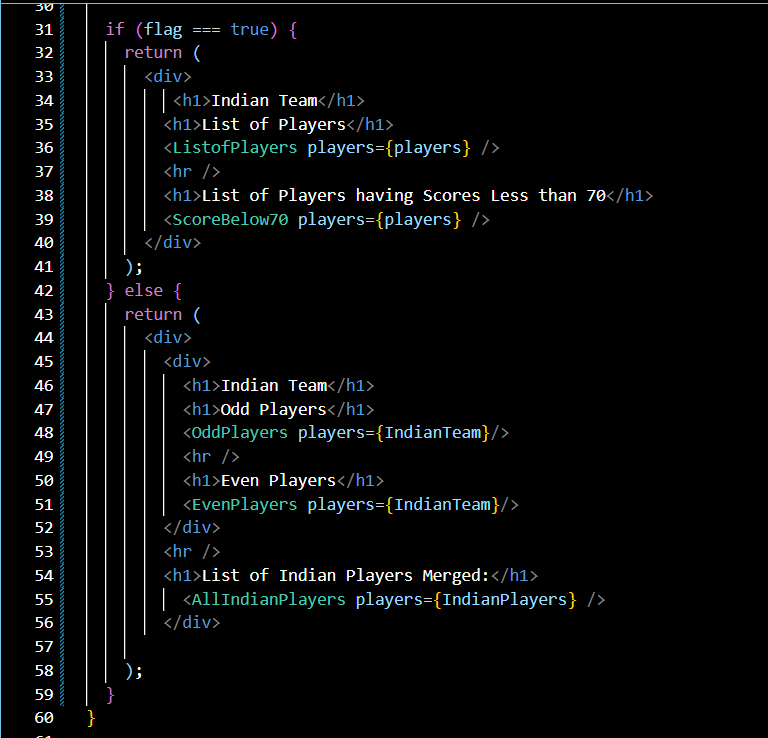 30
31 if (flag === true) {
32 return (
33 <div>
34 <h1>Indian Team</h1>
35 <h1>List of Players</h1>
36 <ListofPlayers players={players} />
37 <hr />
38 <h1>List of Players having Scores Less than 70</h1>
39 <ScoreBelow70 players={players} />
40 </div>
41 );
42 } else {
43 return (
44 <div>
45 <div>
46 <h1>Indian Team</h1>
47 <h1>Odd Players</h1>
48 <OddPlayers players={IndianTeam}/>
49 <hr />
50 <h1>Even Players</h1>
51 <EvenPlayers players={IndianTeam}/>
52 </div>
53 <hr />
54 <h1>List of Indian Players Merged:</h1>
55 <AllIndianPlayers players={IndianPlayers} />
56 </div>
57
58 );
59 }
60 }